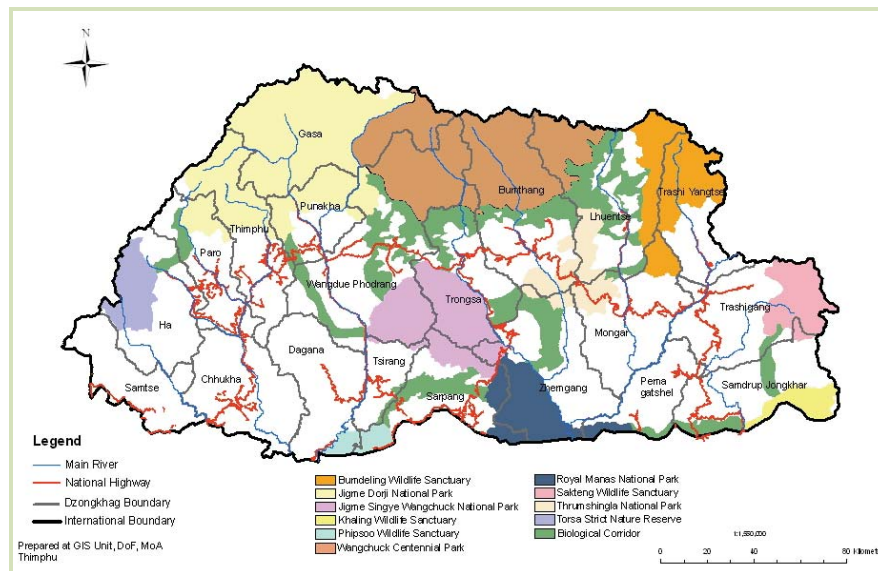 N
Gasa
Bumthang
Trashi Yangtse
Punakha
Lhuentse
Thimphu
Paro
Wangdue Phodrang
Trongsa
Trashigang
Ha
Mongar
Dagana
Tsirang
Samtse
Chhukha
Zhemgang
Pema
gatshel
Samdrup Jongkhar
Sarpang
Legend
Main River
National Highway
Dzongkhag Boundary
International Boundary
Prepared at GIS Unit, DoF, MoA
Thimphu
Bumdeling Wildlife Sanctuary
Jigme Dorji National Park
Jigme Singye Wangchuck National Park
Khaling Wildlife Sanctuary
Phipsoo Wildlife Sanctuary
Wangchuck Centennial Park
Royal Manas National Park
Sakteng Wildlife Sanctuary
Thrumshingla National Park
Torsa Strict Nature Reserve
Biological Corridor
0 20 40 60 80 Kilomet